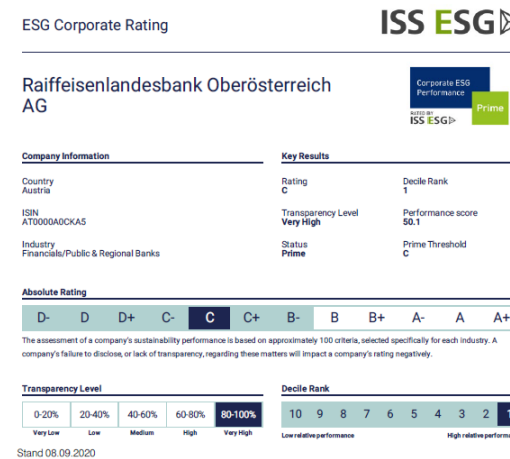 ESG Corporate Rating
ISS ESG
Raiffeisenlandesbank Oberösterreich
AG
Corporate ESG
Performance
Prime
RATED BY
ISS ESG
Company Information
Key Results
Country
Austria
Rating
C
Decile Rank
1
ISIN
AT0000A0CKA5
Transparency Level
Very High
Performance score
50.1
Industry
Financials/Public & Regional Banks
Status
Prime
Prime Threshold
C
Absolute Rating
D- D D+ C- C C+ B- B B+ A- A A+
The assessment of a company's sustainability performance is based on approximately 100 criteria, selected specifically for each industry. A
company's failure to disclose, or lack of transparency, regarding these matters will impact a company's rating negatively.
Transparency Level
Decile Rank
0-20% 20-40% 40-60% 60-80% 80-100%
10 9 8 7 6 5 4 3 2 1
Very Low Low Medium High Very High
Low relative performance High relative perform
Stand 08.09.2020